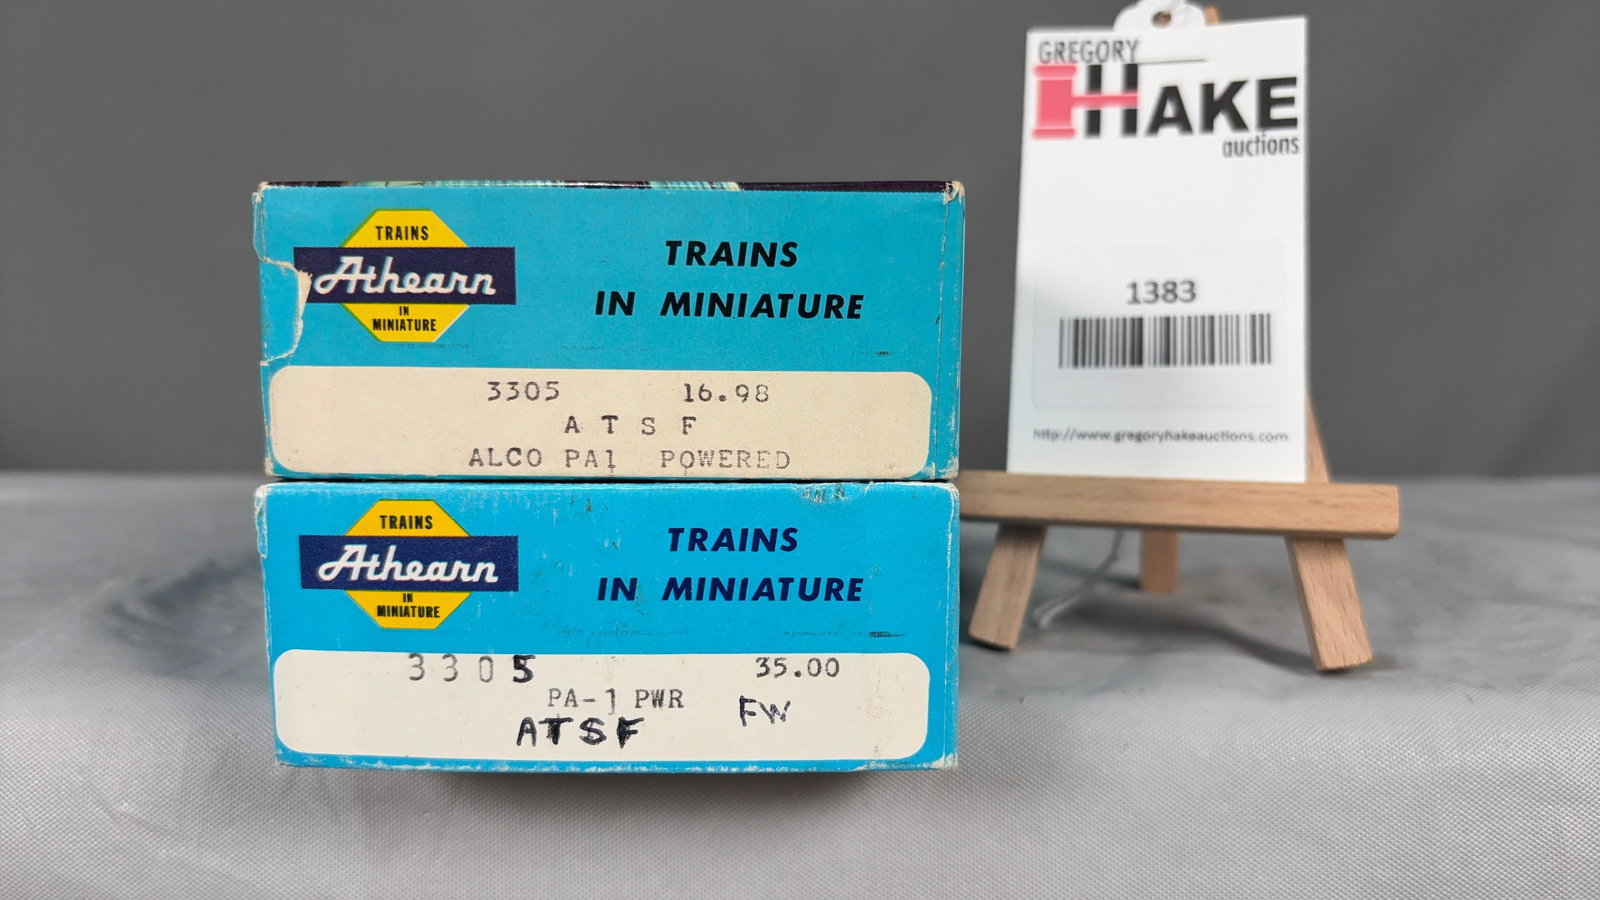 TRAINS
Athearn
IN
MINIATURE
TRAINS
IN MINIATURE
3305 16.98
A T S F
ALCO PA1 POWERED
TRAINS
Athearn
IN
MINIATURE
TRAINS
IN MINIATURE
3305 35.00
PA-1 PWR FW
ATSF
GREGORY
HAKE
auctions
1383
http://www.gregoryhakeauctions.com